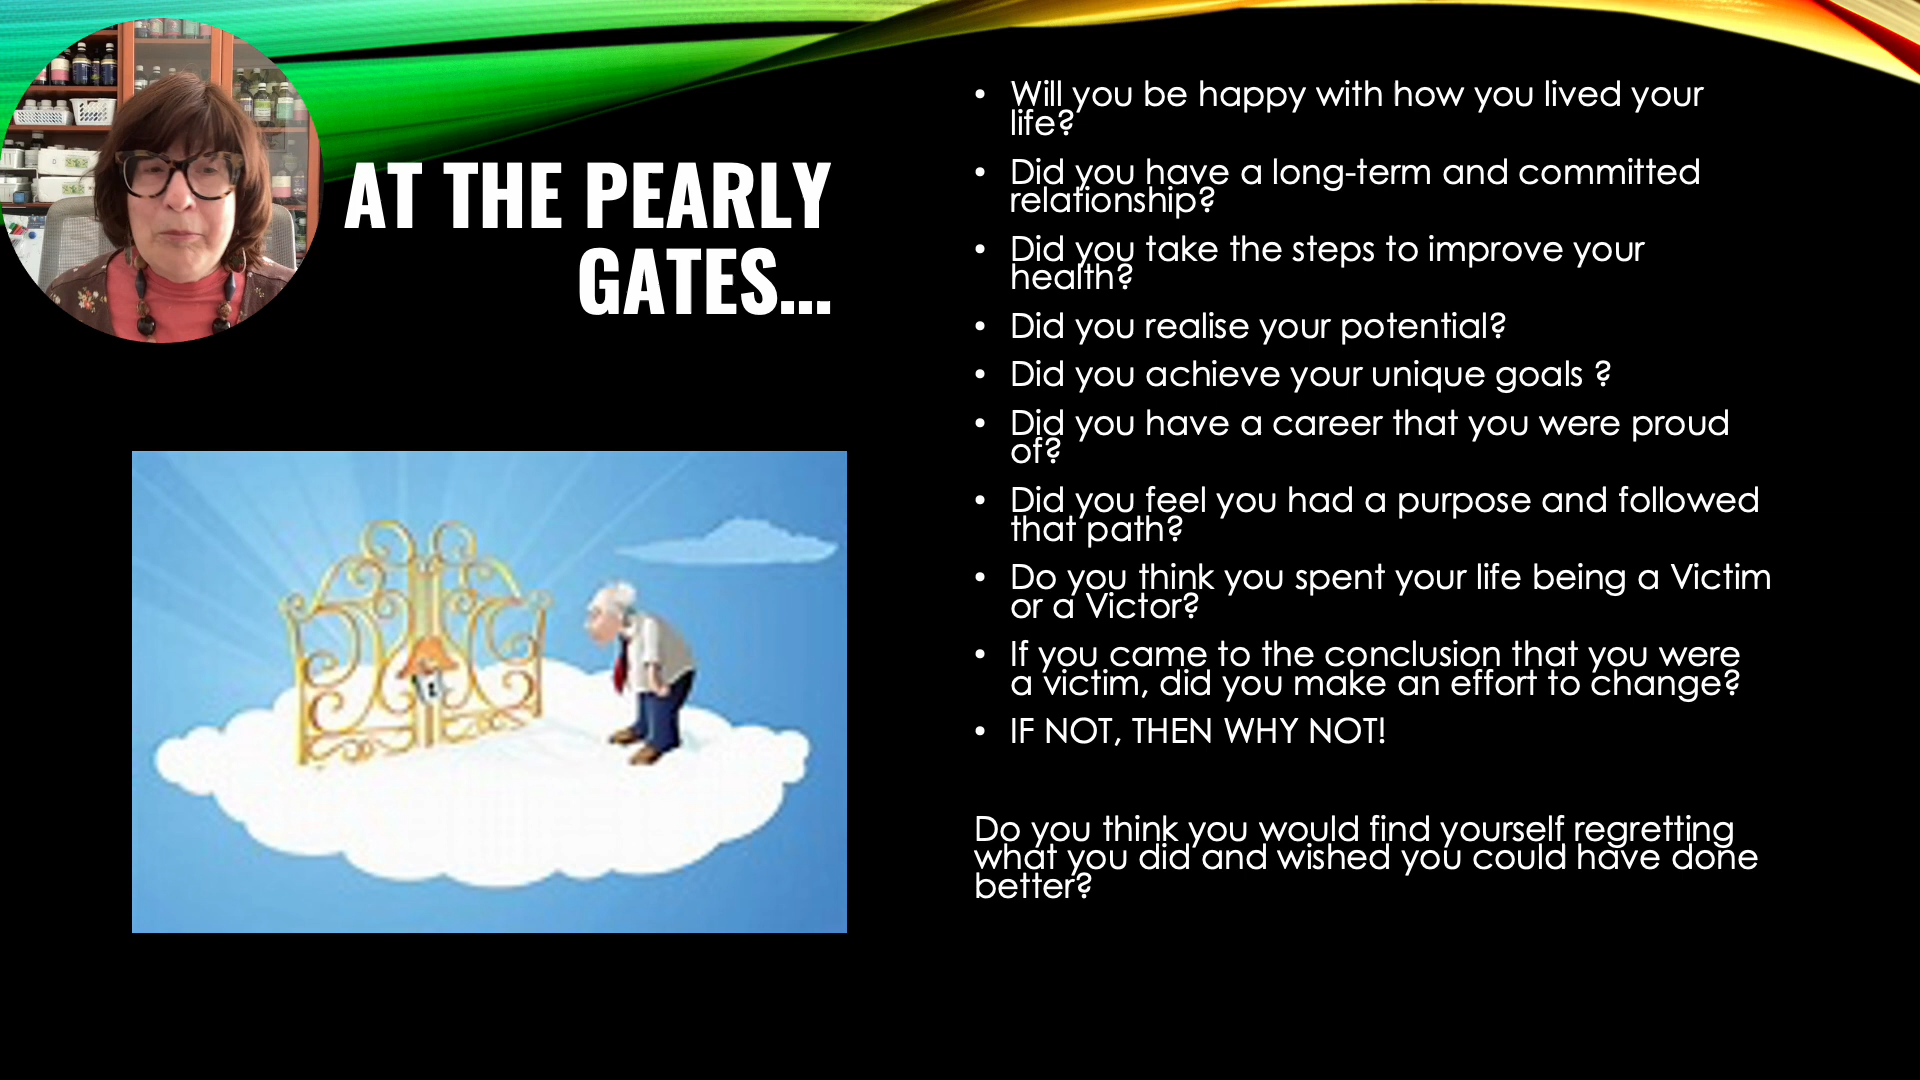 AT THE PEARLY
GATES...
• Will you be happy with how you lived your
life?
• Did you have a long-term and committed
relationship?
• Did you take the steps to improve your
health?
• Did you realise your potential?
• Did you achieve your unique goals ?
• Did you have a career that you were proud
of?
• Did you feel you had a purpose and followed
that path?
• Do you think you spent your life being a Victim
or a Victor?
• If you came to the conclusion that you were
a victim, did you make an effort to change?
• IF NOT, THEN WHY NOT!
Do you think you would find yourself regretting
what you did and wished you could have done
better?